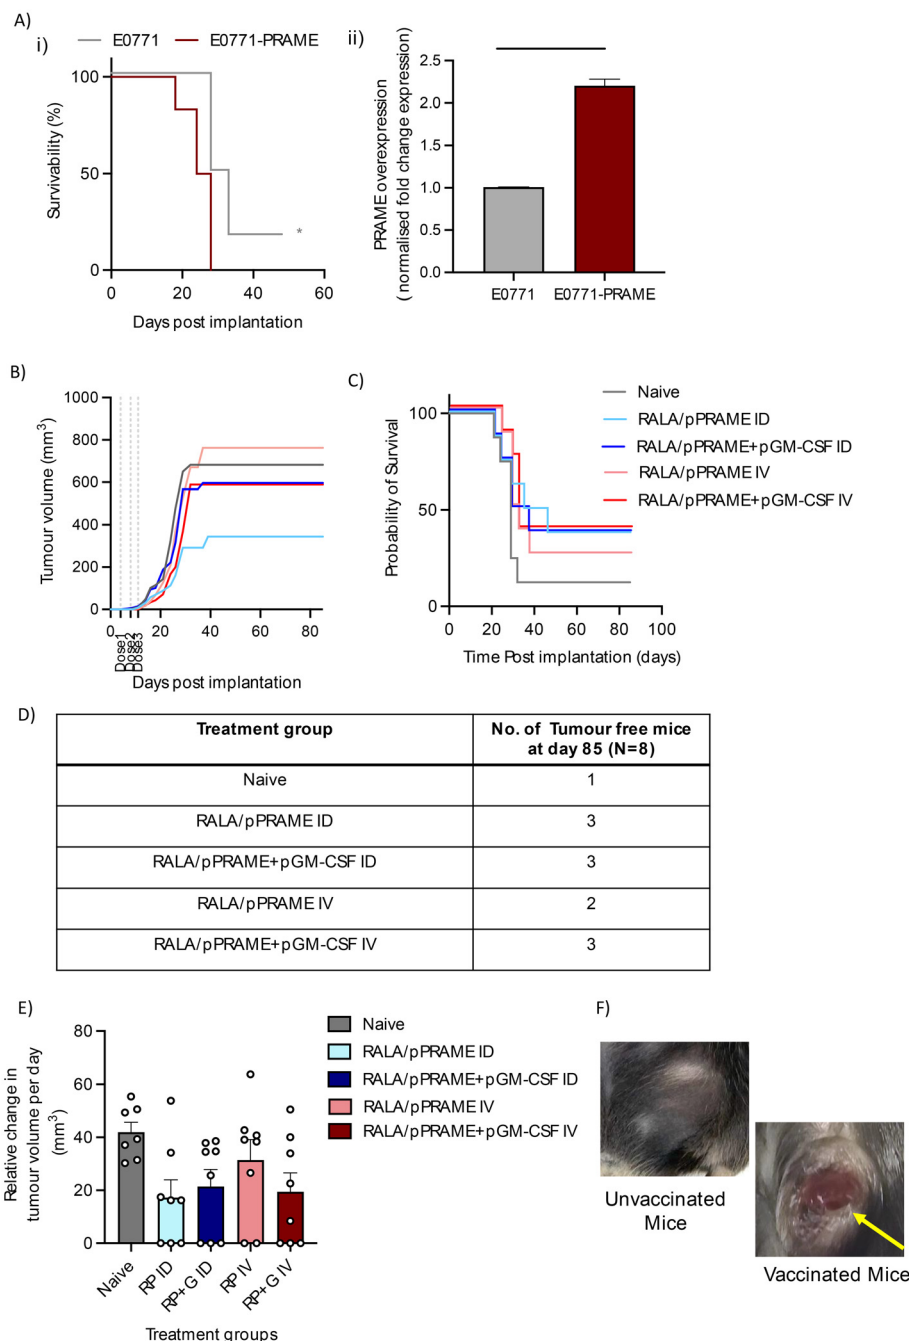 A)
i)
E0771
E0771-PRAME
Survivability (%)
100
50
0
0
20
40
60
Days post implantation
*
ii)
PRAME overexpression
( normalised fold change expression)
2.5
2.0
1.5
1.0
0.5
0.0
E0771
E0771-PRAME
B)
Tumour volume (mm³)
1000
800
600
400
200
0
0
20
40
60
80
Dose1
Dose2
Dose3
Days post implantation
C)
Probability of Survival
100
50
0
0
20
40
60
80
100
Time Post implantation (days)
Naive
RALA/pPRAME ID
RALA/pPRAME+pGM-CSF ID
RALA/pPRAME IV
RALA/pPRAME+pGM-CSF IV
D)
Treatment group
No. of Tumour free mice
at day 85 (N=8)
Naive
1
RALA/pPRAME ID
3
RALA/pPRAME+pGM-CSF ID
3
RALA/pPRAME IV
2
RALA/pPRAME+pGM-CSF IV
3
E)
Relative change in
tumour volume per day
(mm³)
80
60
40
20
0
Naive
RP ID
RP+G ID
RP IV
RP+G IV
Treatment groups
Naive
RALA/pPRAME ID
RALA/pPRAME+pGM-CSF ID
RALA/pPRAME IV
RALA/pPRAME+pGM-CSF IV
F)
Unvaccinated
Mice
Vaccinated Mice